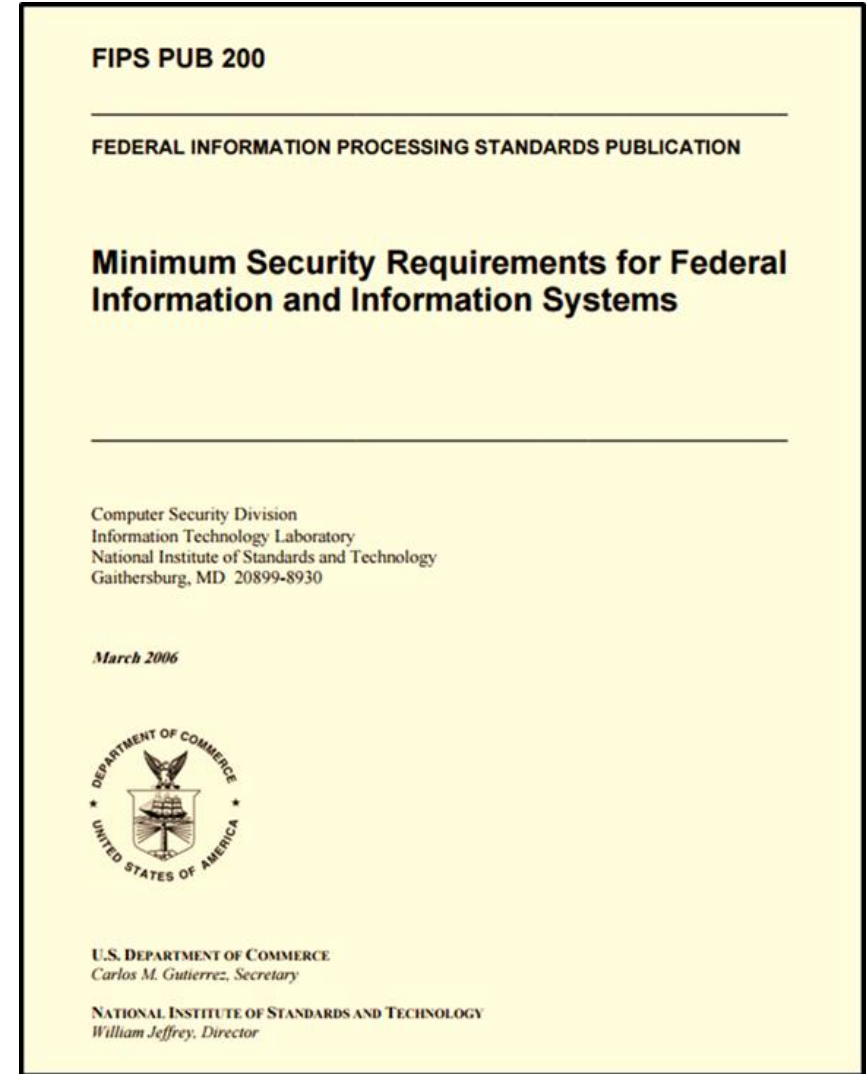 FIPS PUB 200
FEDERAL INFORMATION PROCESSING STANDARDS PUBLICATION
Minimum Security Requirements for Federal
Information and Information Systems
Computer Security Division
Information Technology Laboratory
National Institute of Standards and Technology
Gaithersburg, MD 20899-8930
March 2006
DEPARTMENT OF COMMERCE
★ UNITED STATES OF AMERICA ★
U.S. DEPARTMENT OF COMMERCE
Carlos M. Gutierrez, Secretary
NATIONAL INSTITUTE OF STANDARDS AND TECHNOLOGY
William Jeffrey, Director